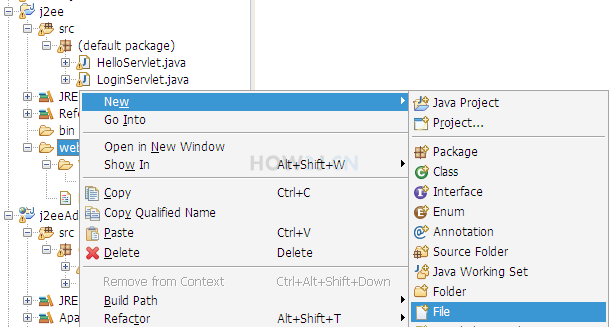 j2ee
src
(default package)
HelloServlet.java
LoginServlet.java
JRE
Refe
bin
web
j2eeAd
src
JRE
Apa
New
Go Into
Open in New Window
Show In Alt+Shift+W
Copy Ctrl+C
Copy Qualified Name
Paste Ctrl+V
Delete Delete
Remove from Context Ctrl+Alt+Shift+Down
Build Path
Refactor Alt+Shift+T
Java Project
Project...
Package
Class
Interface
Enum
Annotation
Source Folder
Java Working Set
Folder
File